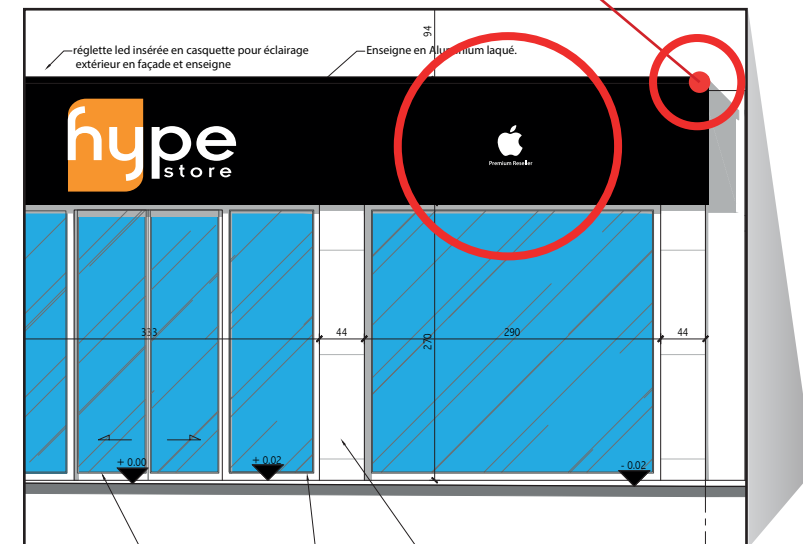 94
réglette led insérée en casquette pour éclairage
extérieur en façade et enseigne
Enseigne en Aluminium laqué.
hype
store
Premium Reseller
333
44
270
290
44
+ 0.00
+ 0.02
- 0.02